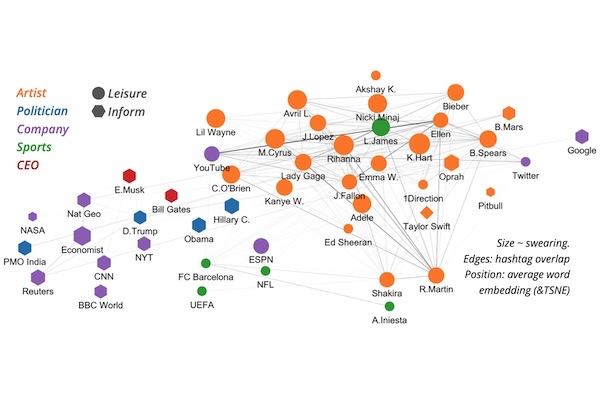 Artist
Politician
Company
Sports
CEO
Leisure
Inform
Akshay K.
Avril L.
Nicki Minaj
Bieber
Lil Wayne
J.Lopez
L.James
Ellen
B.Mars
Google
M.Cyrus
Rihanna
K.Hart
B.Spears
YouTube
Lady Gaga
Emma W.
Oprah
Twitter
E.Musk
C.O'Brien
J.Fallon
1Direction
Pitbull
Bill Gates
Kanye W.
Nat Geo
Hillary C.
Adele
Taylor Swift
NASA
D.Trump
Obama
Ed Sheeran
Economist
NYT
ESPN
PMO India
CNN
FC Barcelona
NFL
Reuters
Shakira
R.Martin
BBC World
UEFA
A.Iniesta
Size ~ swearing.
Edges: hashtag overlap
Position: average word
embedding (&TSNE)